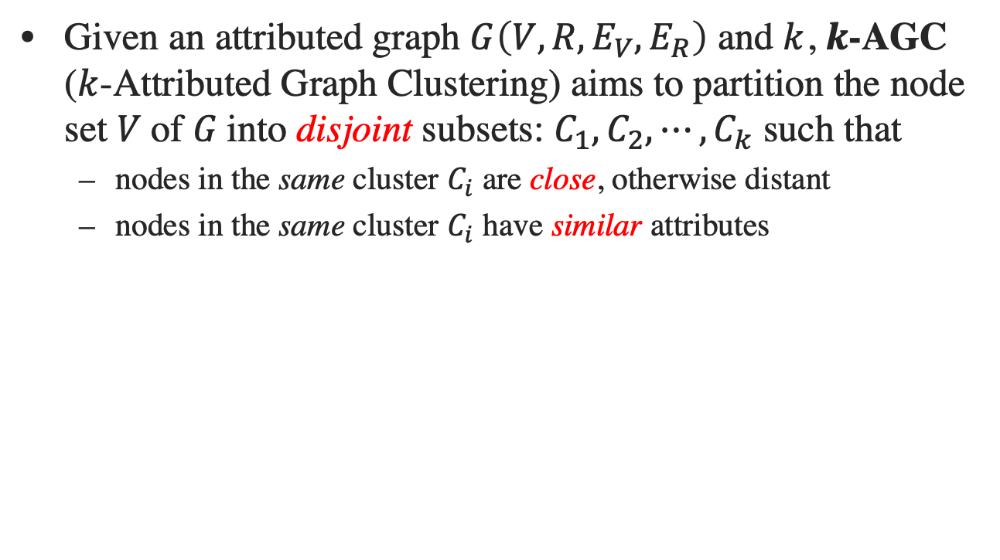 • Given an attributed graph G(V, R, E_V, E_R) and k, k-AGC
(k-Attributed Graph Clustering) aims to partition the node
set V of G into disjoint subsets: C_1, C_2, ⋯, C_k such that
– nodes in the same cluster C_i are close, otherwise distant
– nodes in the same cluster C_i have similar attributes